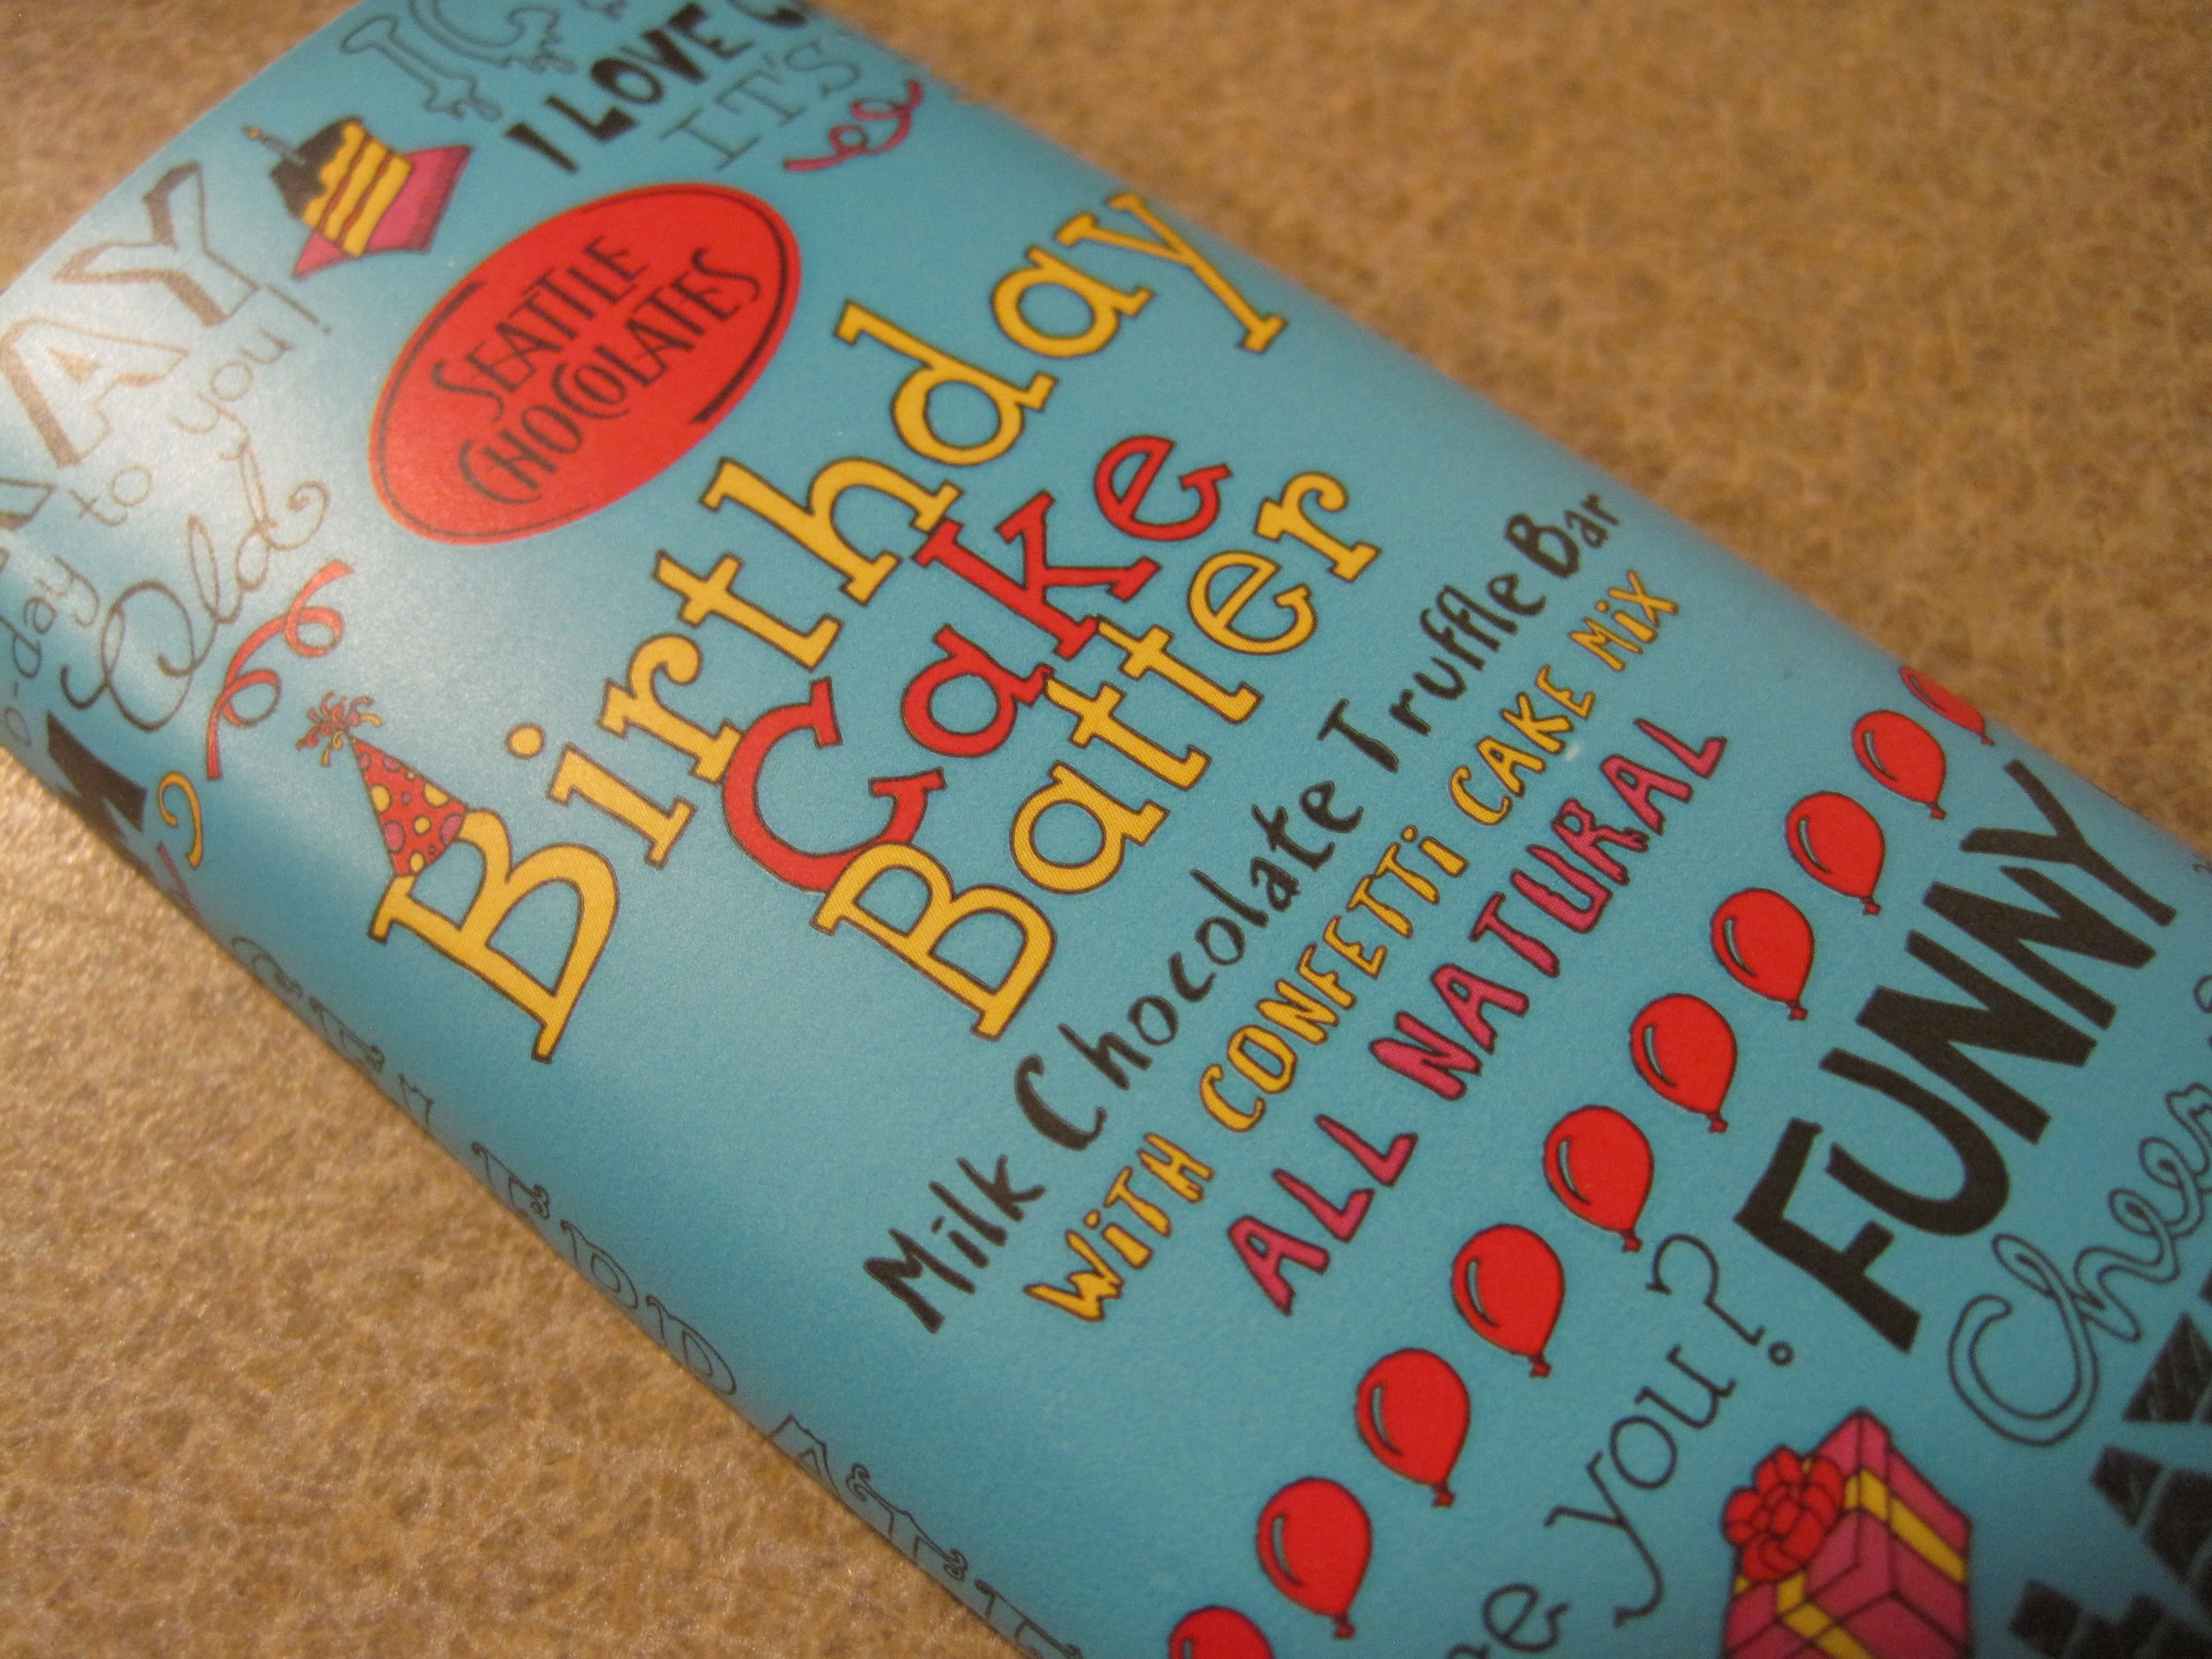 I LOVE
IT'S
AY
to you!
Old
SEATTLE
CHOCOLATES
Birthday
Cake
Batter
Milk Chocolate Truffle Bar
WITH CONFETTI CAKE MIX
ALL NATURAL
FUNNY
you?